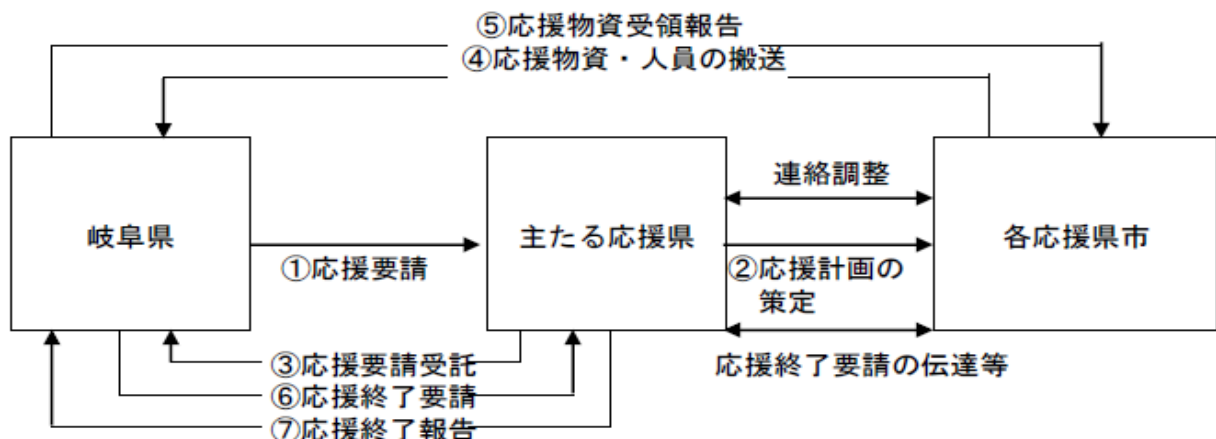 ⑤応援物資受領報告
④応援物資・人員の搬送
岐阜県
①応援要請
主たる応援県
連絡調整
②応援計画の
策定
各応援県市
応援終了要請の伝達等
③応援要請受託
⑥応援終了要請
⑦応援終了報告